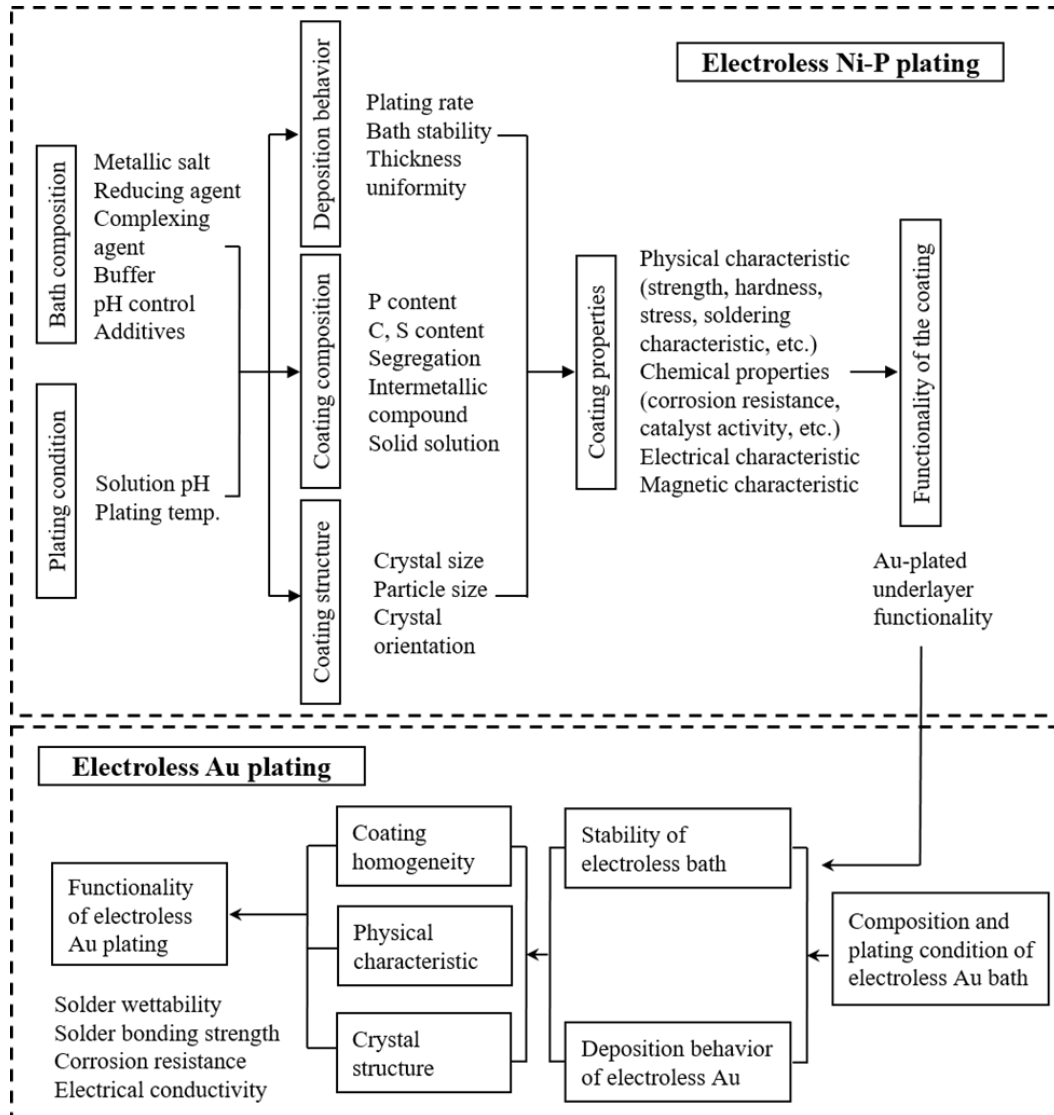 Electroless Ni-P plating
Bath composition
Metallic salt
Reducing agent
Complexing
agent
Buffer
pH control
Additives
Plating condition
Solution pH
Plating temp.
Deposition behavior
Plating rate
Bath stability
Thickness
uniformity
Coating composition
P content
C, S content
Segregation
Intermetallic
compound
Solid solution
Coating structure
Crystal size
Particle size
Crystal
orientation
Coating properties
Physical characteristic
(strength, hardness,
stress, soldering
characteristic, etc.)
Chemical properties
(corrosion resistance,
catalyst activity, etc.)
Electrical characteristic
Magnetic characteristic
Functionality of the coating
Au-plated
underlayer
functionality
Electroless Au plating
Functionality
of electroless
Au plating
Solder wettability
Solder bonding strength
Corrosion resistance
Electrical conductivity
Coating
homogeneity
Physical
characteristic
Crystal
structure
Stability of
electroless bath
Deposition behavior
of electroless Au
Composition and
plating condition of
electroless Au bath